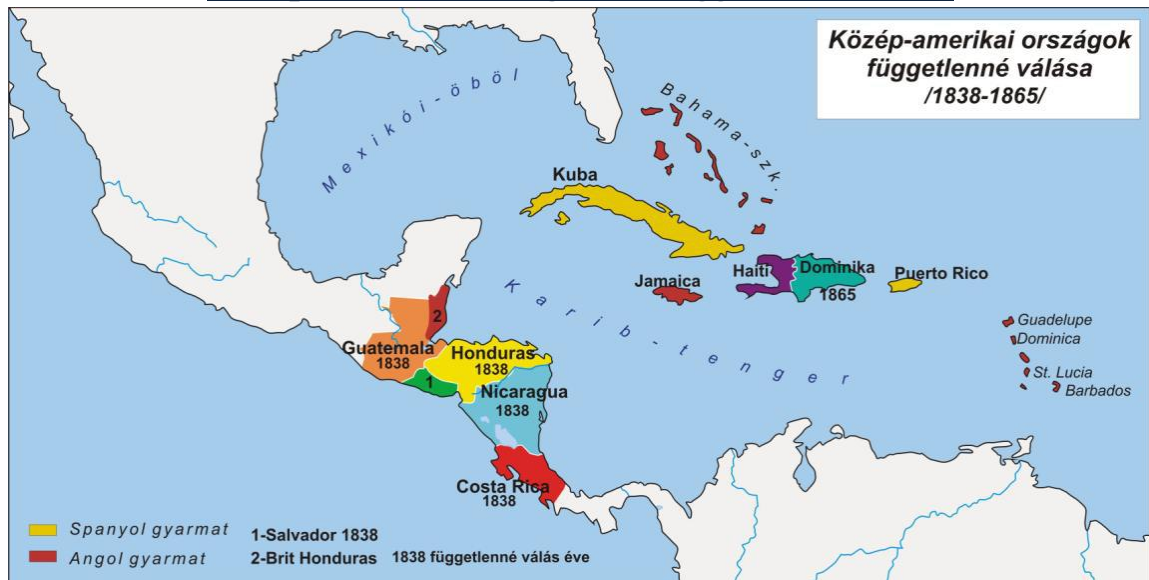 Közép-amerikai országok
függetlenné válása
/1838-1865/
Mexikói-öböl
Bahama-szk.
Kuba
Jamaica
Haiti
Dominika
1865
Puerto Rico
Karib-tenger
Guadelupe
Dominica
St. Lucia
Barbados
2
Guatemala
1838
Honduras
1838
1
Nicaragua
1838
Costa Rica
1838
Spanyol gyarmat
1-Salvador 1838
Angol gyarmat
2-Brit Honduras
1838 függetlenné válás éve